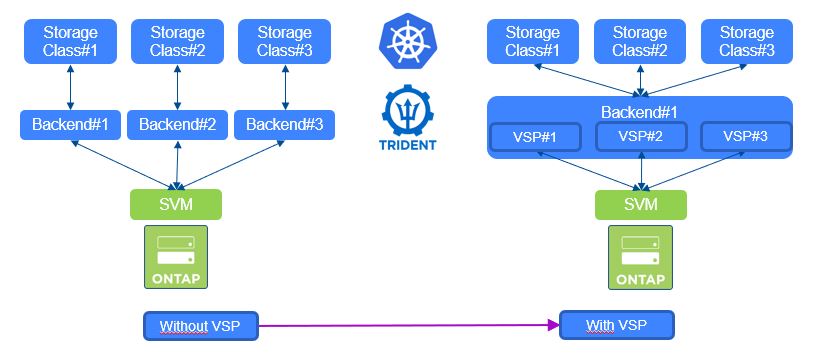 Storage
Class#1
Storage
Class#2
Storage
Class#3
Backend#1
Backend#2
Backend#3
SVM
ONTAP
Without VSP
TRIDENT
Storage
Class#1
Storage
Class#2
Storage
Class#3
Backend#1
VSP#1
VSP#2
VSP#3
SVM
ONTAP
With VSP